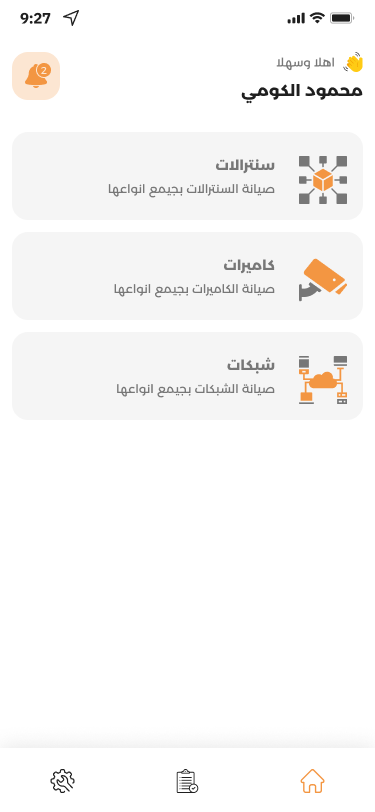 9:27
اهلا وسهلا
محمود الكومي
2
سنترالات
صيانة السنترالات بجيمع انواعها
كاميرات
صيانة الكاميرات بجيمع انواعها
شبكات
صيانة الشبكات بجيمع انواعها